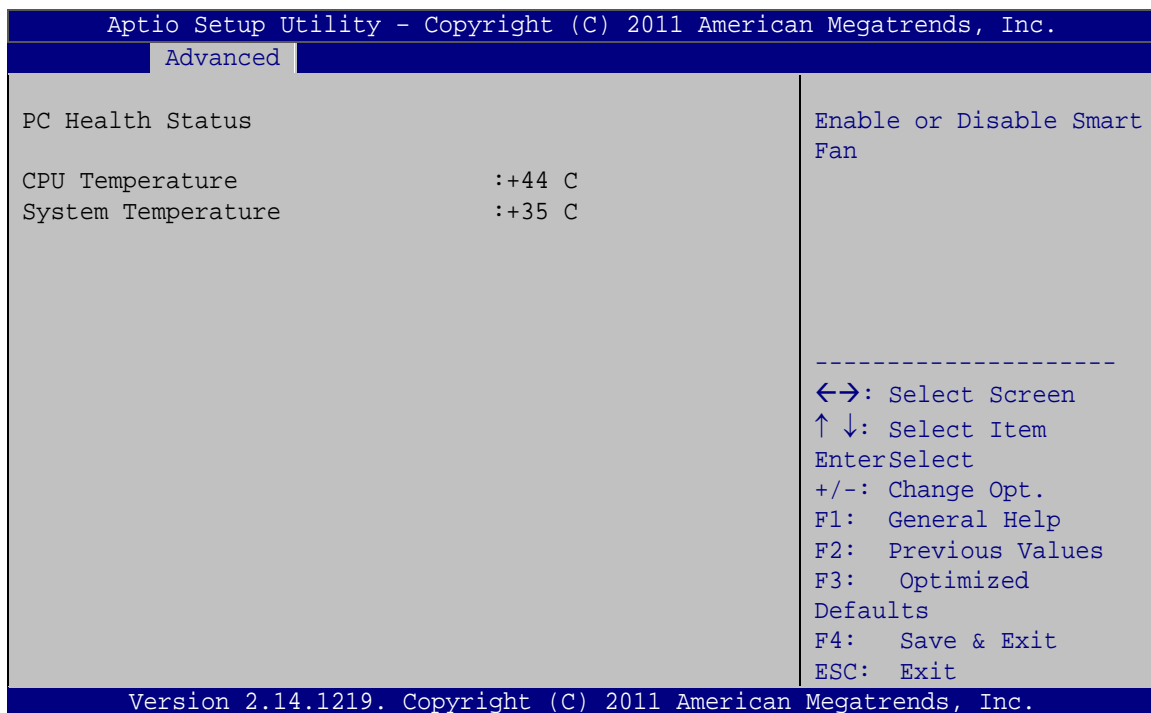 Aptio Setup Utility – Copyright (C) 2011 American Megatrends, Inc.
Advanced
PC Health Status
CPU Temperature :+44 C
System Temperature :+35 C
Enable or Disable Smart
Fan
---------------------
←→: Select Screen
↑ ↓: Select Item
EnterSelect
+/-: Change Opt.
F1: General Help
F2: Previous Values
F3: Optimized
Defaults
F4: Save & Exit
ESC: Exit
Version 2.14.1219. Copyright (C) 2011 American Megatrends, Inc.